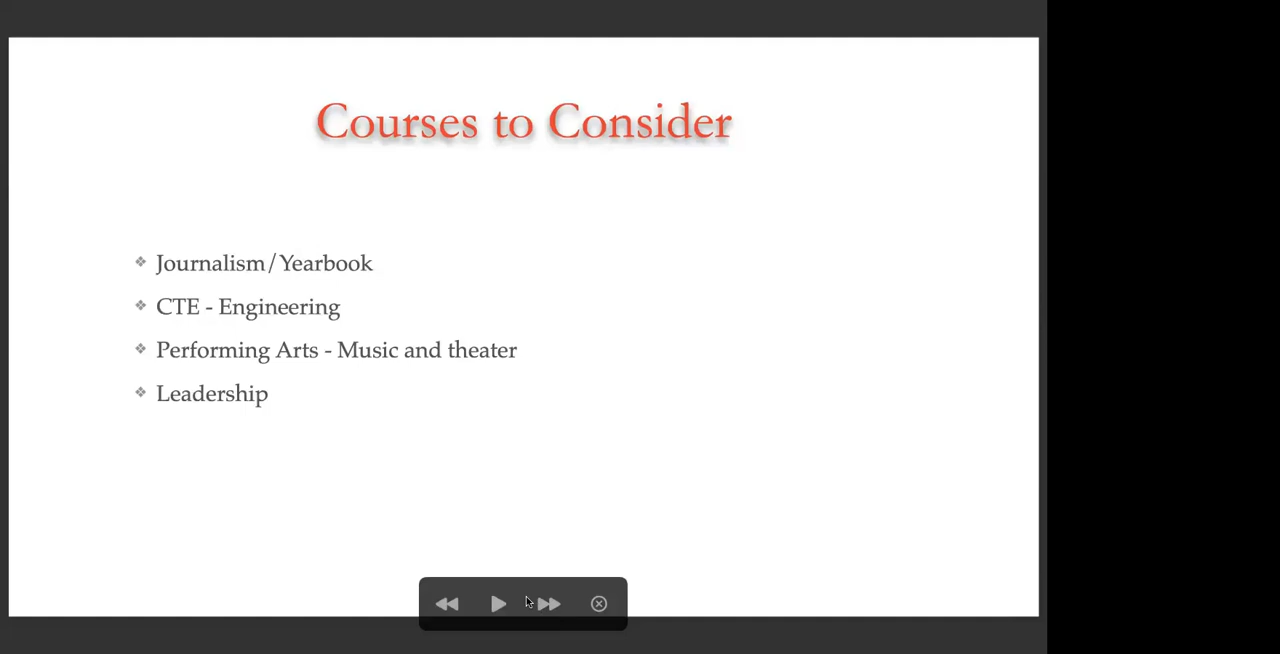 Courses to Consider
Journalism/Yearbook
CTE - Engineering
Performing Arts - Music and theater
Leadership